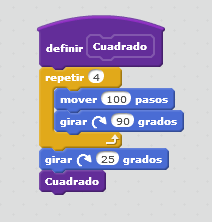 definir Cuadrado
repetir 4
mover 100 pasos
girar 90 grados
girar 25 grados
Cuadrado